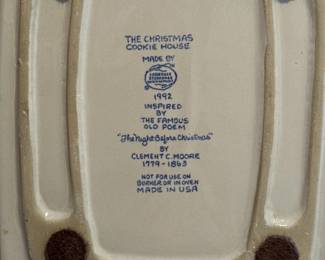 THE CHRISTMAS
COOKIE HOUSE
MADE BY
1992
INSPIRED
BY
THE FAMOUS
OLD POEM
"The Night Before Christmas"
BY
CLEMENT C. MOORE
1779 - 1863
NOT FOR USE ON
BURNER OR IN OVEN
MADE IN USA